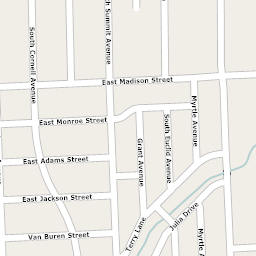 South Cornell Avenue
h Summit Avenue
East Madison Street
East Monroe Street
Myrtle Avenue
South Euclid Avenue
Grant Avenue
East Adams Street
East Jackson Street
Van Buren Street
Terry Lane
Julia Drive
Myrtle A